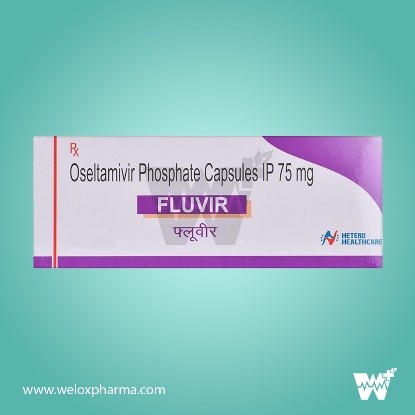 Rx
Oseltamivir Phosphate Capsules IP 75 mg
FLUVIR
फ्लूवीर
HETERO
HEALTHCARE
www.weloxpharma.com
W